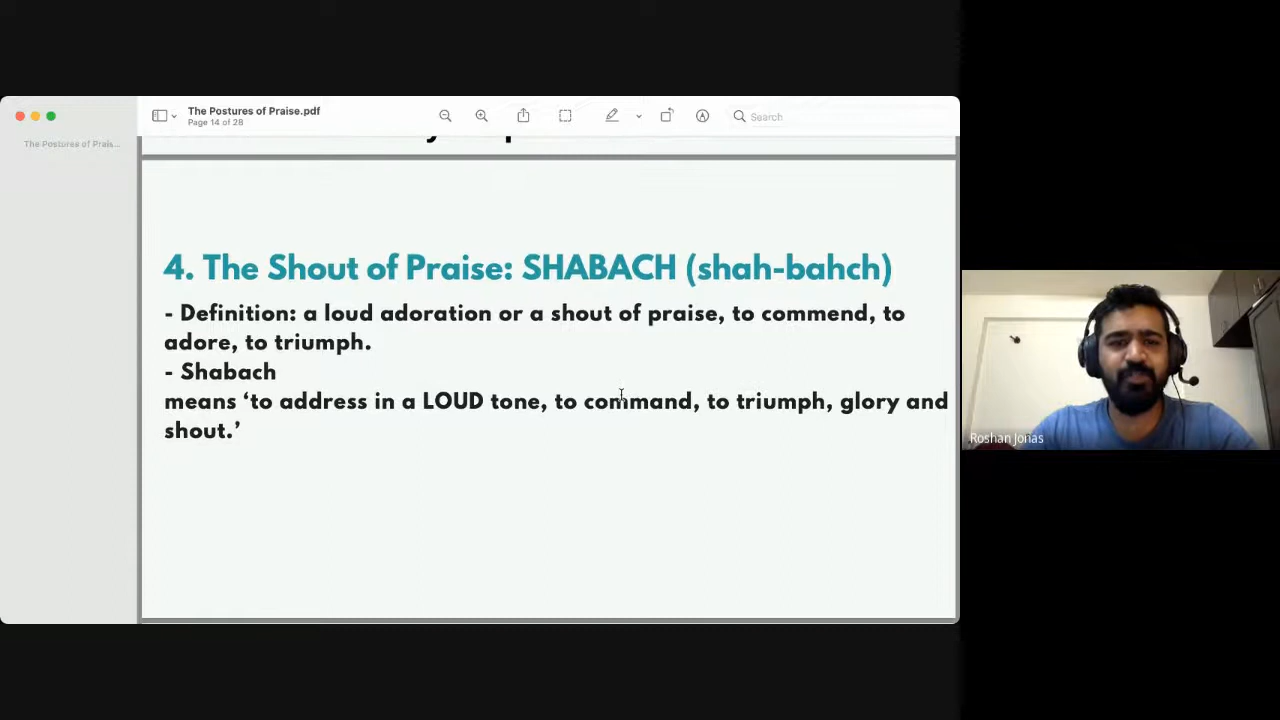 The Postures of Praise.pdf
Page 14 of 28
Search
The Postures of Prais...
4. The Shout of Praise: SHABACH (shah-bahch)
- Definition: a loud adoration or a shout of praise, to commend, to
adore, to triumph.
- Shabach
means ‘to address in a LOUD tone, to command, to triumph, glory and
shout.’
Roshan Jonas